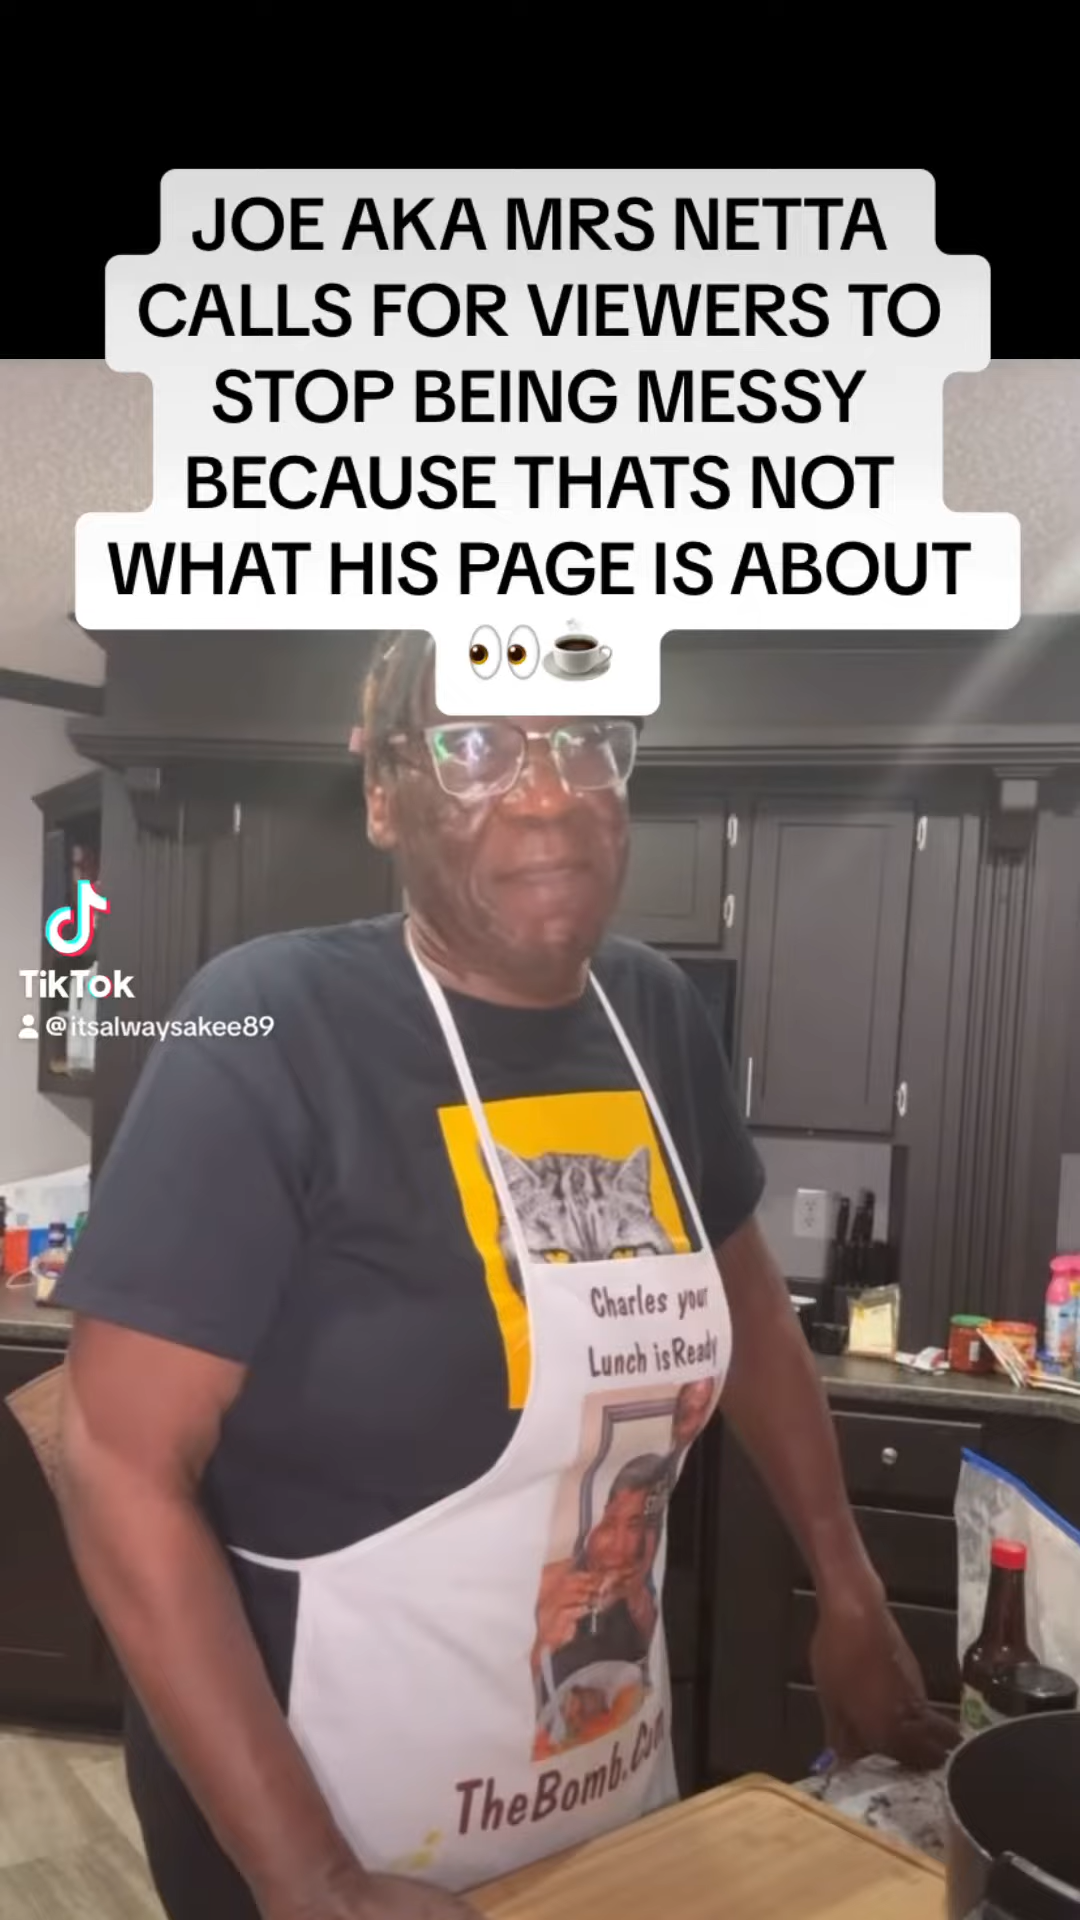 JOE AKA MRS NETTA
CALLS FOR VIEWERS TO
STOP BEING MESSY
BECAUSE THATS NOT
WHAT HIS PAGE IS ABOUT
👀☕
TikTok
@itsalwaysakee89
Charles your
Lunch is Ready
TheBomb.Com